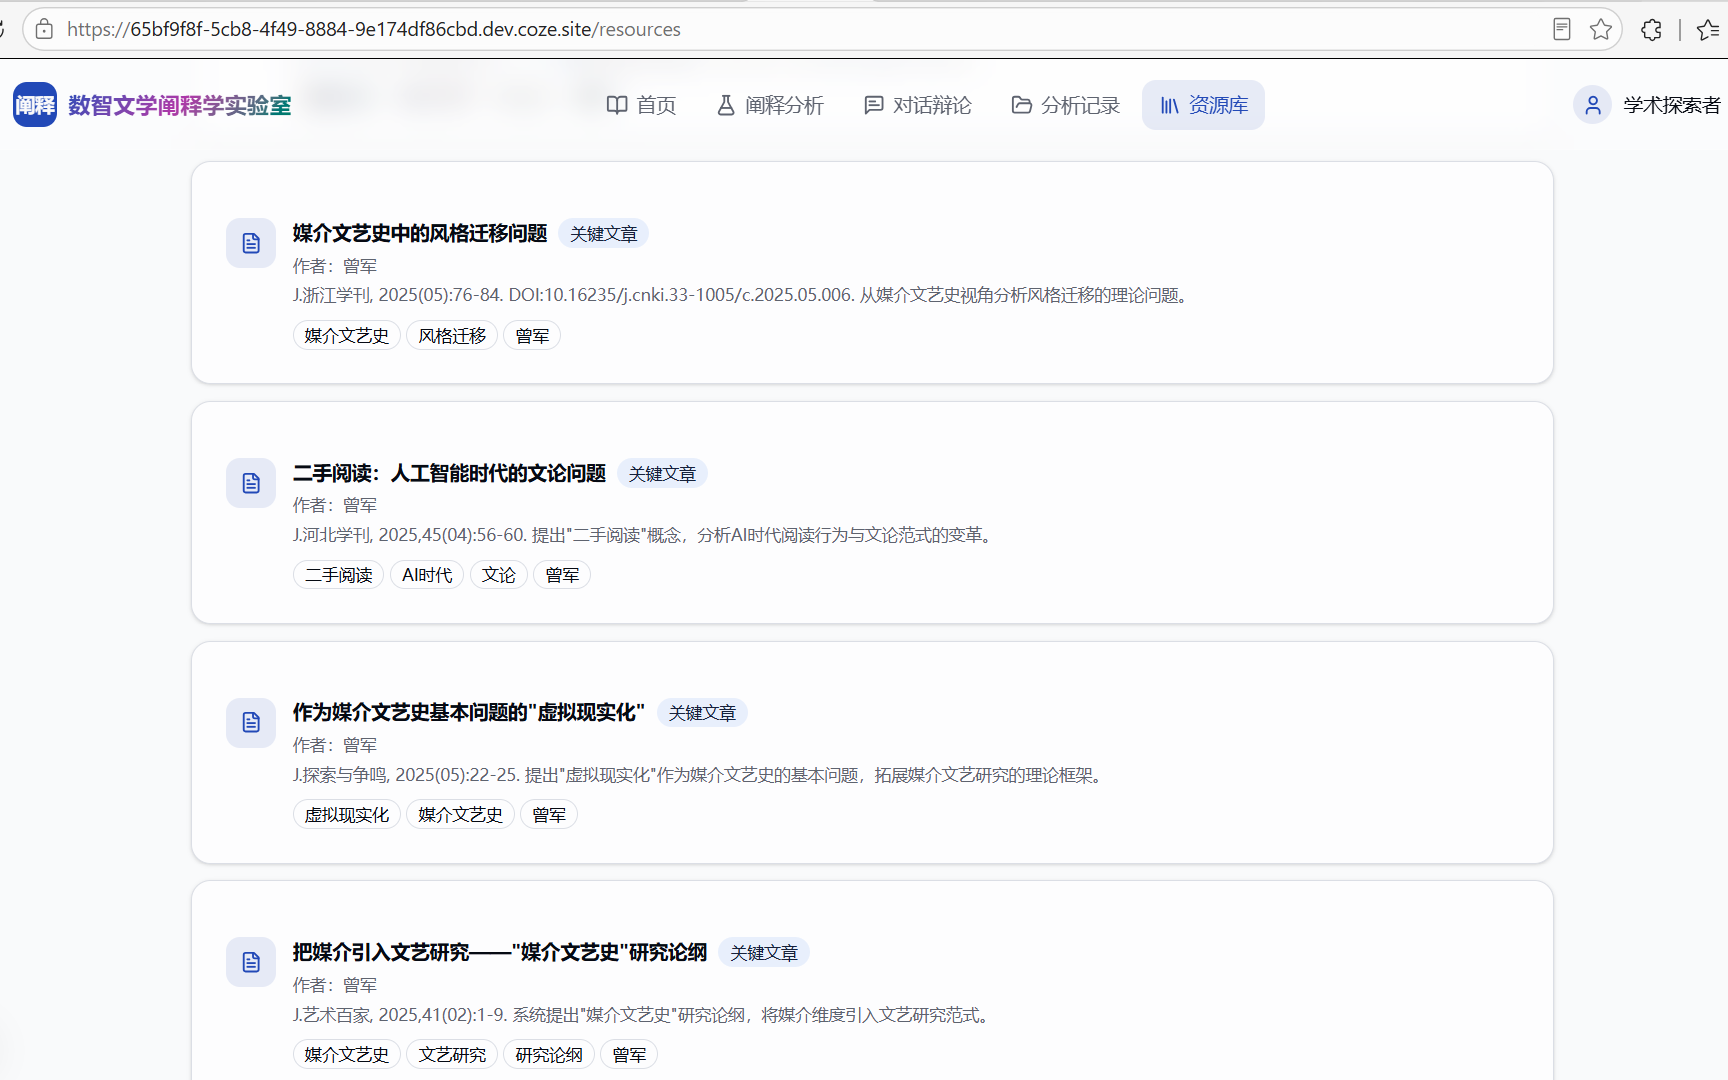 https://65bf9f8f-5cb8-4f49-8884-9e174df86cbd.dev.coze.site/resources
阐释 数智文学阐释学实验室 首页 阐释分析 对话辩论 分析记录 资源库 学术探索者
媒介文艺史中的风格迁移问题 关键文章
作者：曾军
J.浙江学刊, 2025(05):76-84. DOI:10.16235/j.cnki.33-1005/c.2025.05.006. 从媒介文艺史视角分析风格迁移的理论问题。
媒介文艺史 风格迁移 曾军
二手阅读：人工智能时代的文论问题 关键文章
作者：曾军
J.河北学刊, 2025,45(04):56-60. 提出"二手阅读"概念，分析AI时代阅读行为与文论范式的变革。
二手阅读 AI时代 文论 曾军
作为媒介文艺史基本问题的"虚拟现实化" 关键文章
作者：曾军
J.探索与争鸣, 2025(05):22-25. 提出"虚拟现实化"作为媒介文艺史的基本问题，拓展媒介文艺研究的理论框架。
虚拟现实化 媒介文艺史 曾军
把媒介引入文艺研究——"媒介文艺史"研究论纲 关键文章
作者：曾军
J.艺术百家, 2025,41(02):1-9. 系统提出"媒介文艺史"研究论纲，将媒介维度引入文艺研究范式。
媒介文艺史 文艺研究 研究论纲 曾军